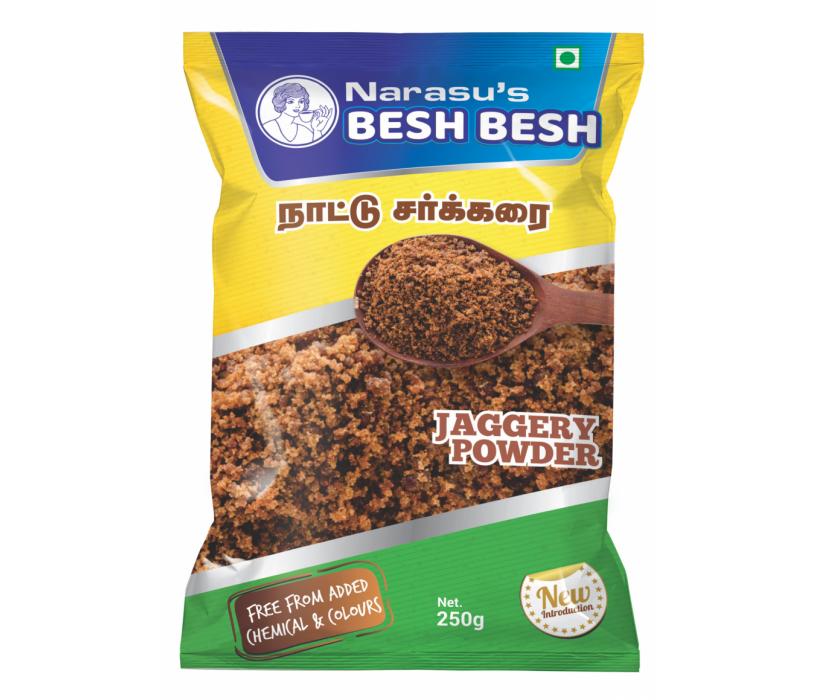 Narasu's
BESH BESH
நாட்டு சர்க்கரை
JAGGERY
POWDER
FREE FROM ADDED
CHEMICAL & COLOURS
Net.
250g
New
Introduction